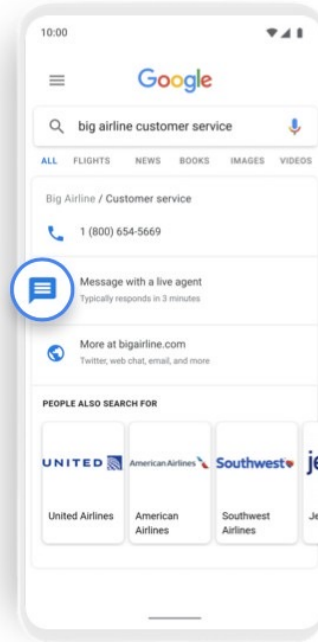 10:00
Google
big airline customer service
ALL FLIGHTS NEWS BOOKS IMAGES VIDEOS
Big Airline / Customer service
1 (800) 654-5669
Message with a live agent
Typically responds in 3 minutes
More at bigairline.com
Twitter, web chat, email, and more
PEOPLE ALSO SEARCH FOR
UNITED American Airlines Southwest je
United Airlines American Airlines Southwest Airlines Je